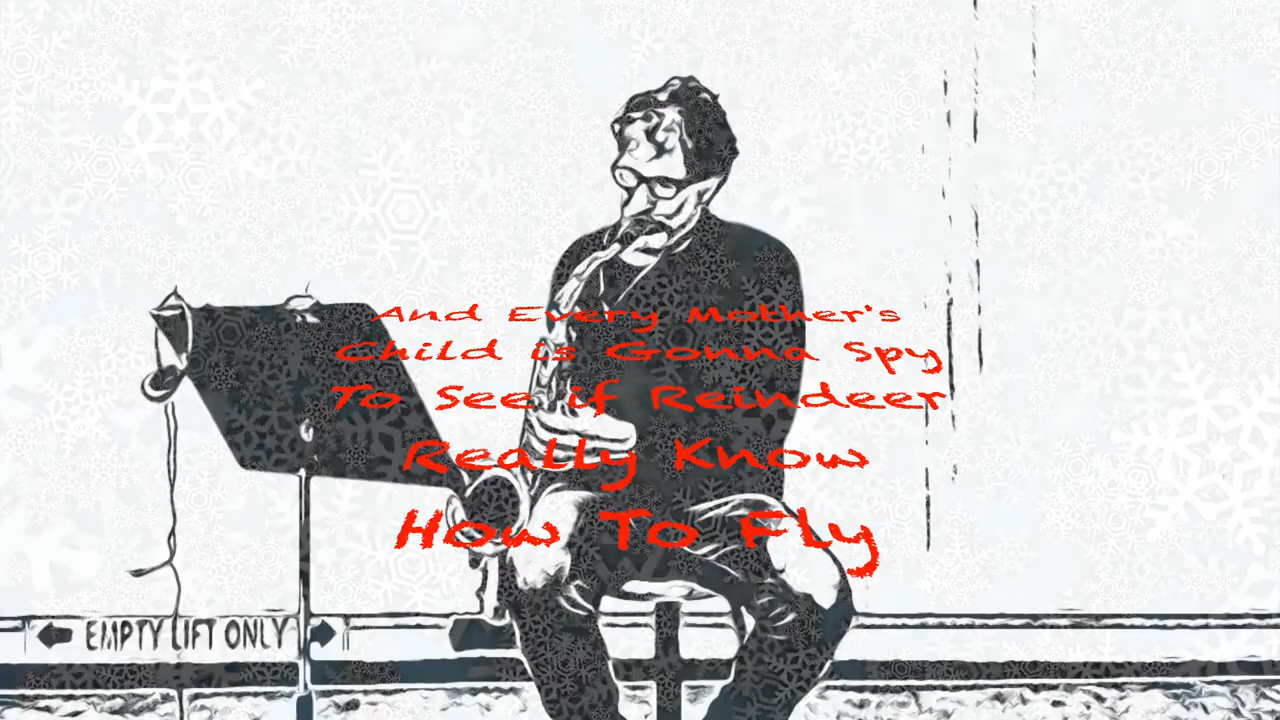 And Every Mother's
Child is Gonna Spy
To See if Reindeer
Really Know
How To Fly
EMPTY LIFT ONLY